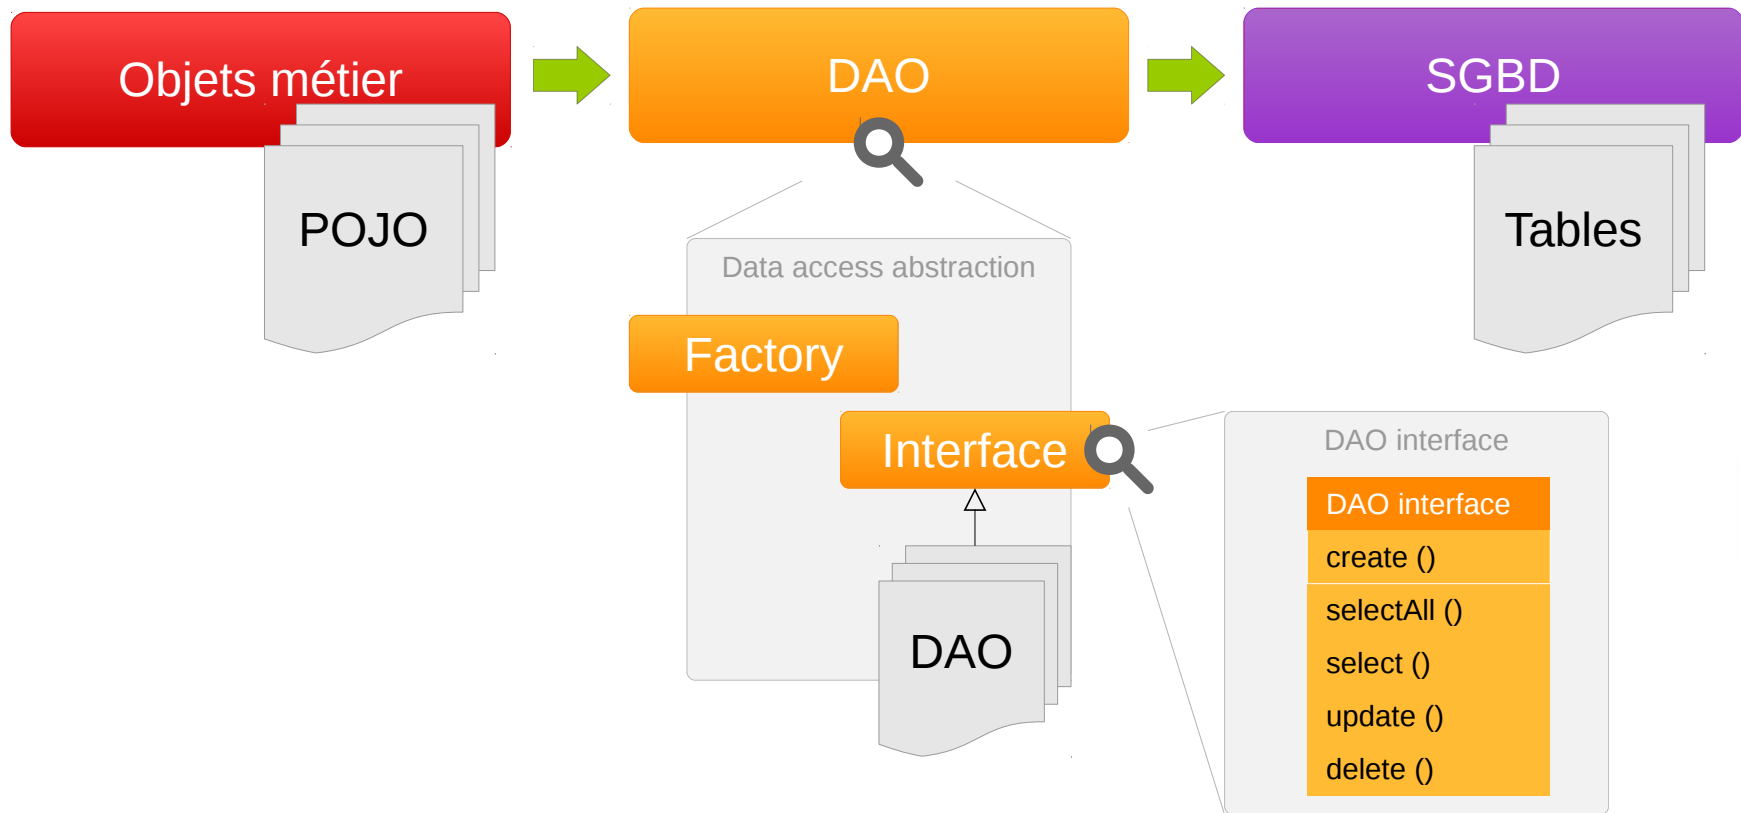 Objets métier
POJO
DAO
SGBD
Tables
Data access abstraction
Factory
Interface
DAO
DAO interface
DAO interface
create ()
selectAll ()
select ()
update ()
delete ()